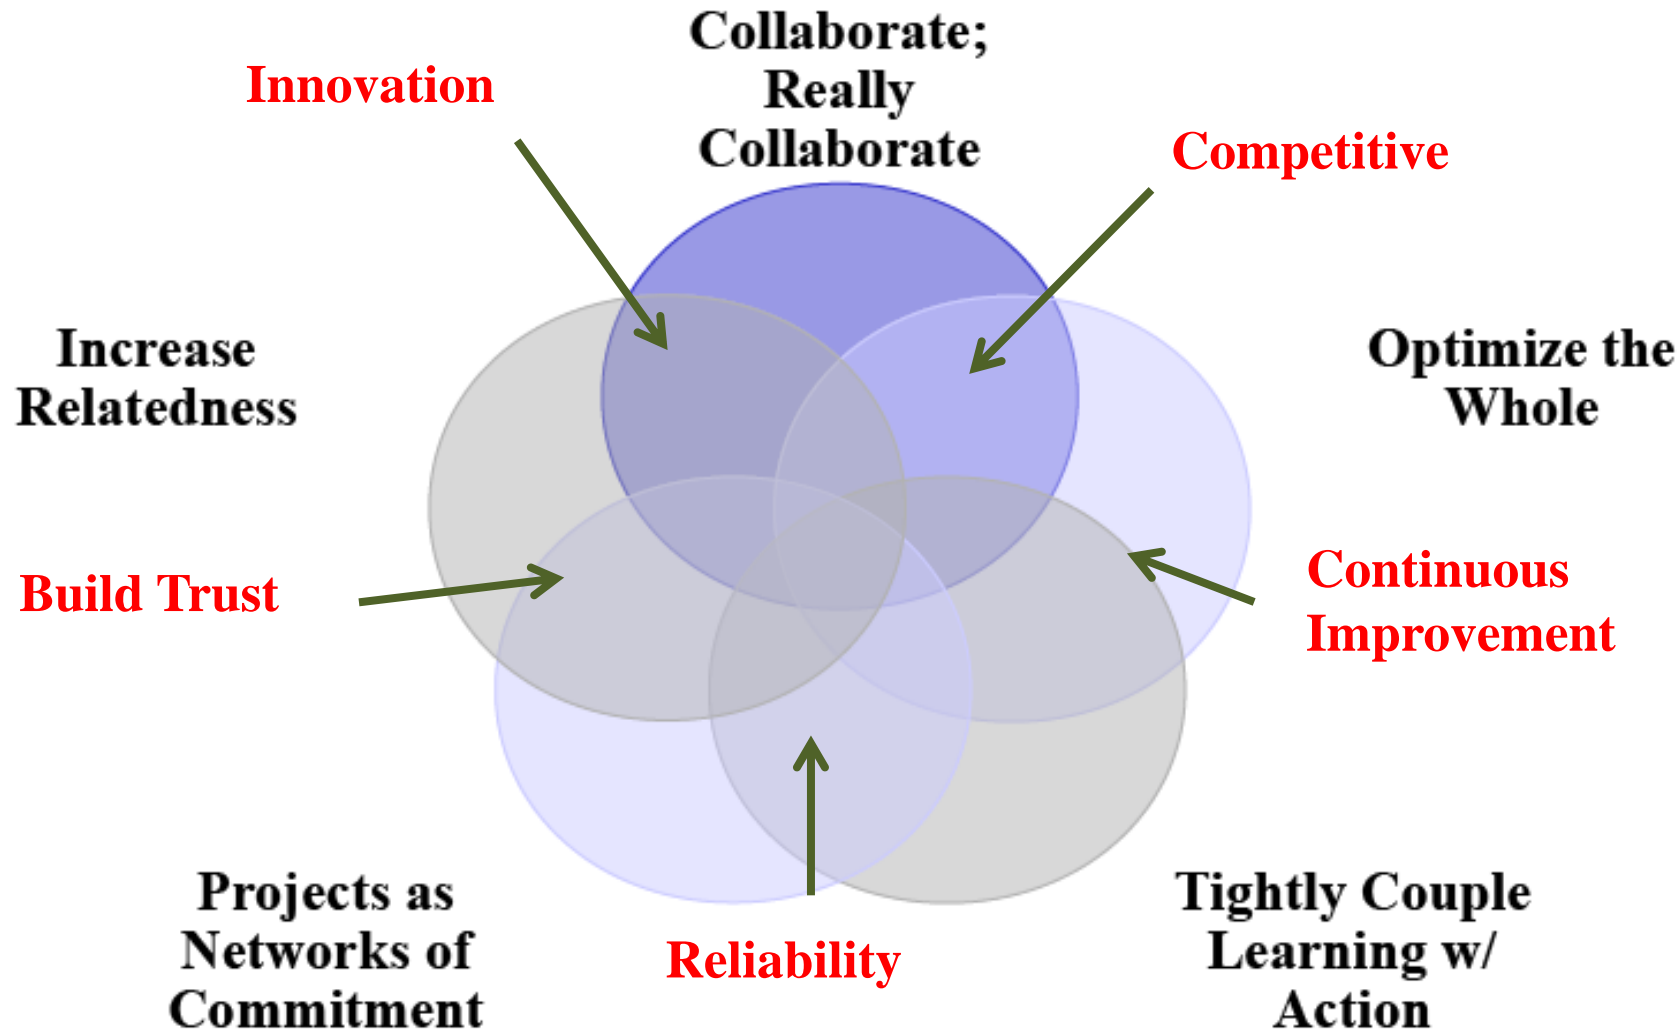 Collaborate;
Really
Collaborate
Innovation
Competitive
Increase
Relatedness
Optimize the
Whole
Build Trust
Continuous
Improvement
Projects as
Networks of
Commitment
Reliability
Tightly Couple
Learning w/
Action